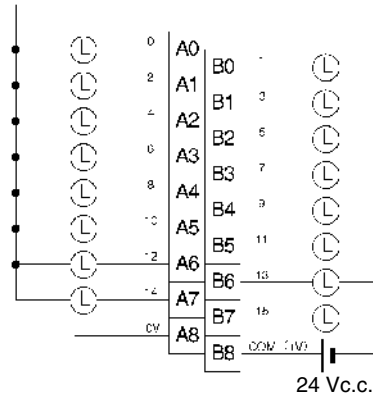 L 0 A0
B0 1 L
L 2 A1
B1 3 L
L 4 A2
B2 5 L
L 6 A3
B3 7 L
L 8 A4
B4 9 L
L 10 A5
B5 11 L
L 12 A6
B6 13 L
L 14 A7
B7 15 L
0V A8
B8 COM (+V)
24 Vc.c.